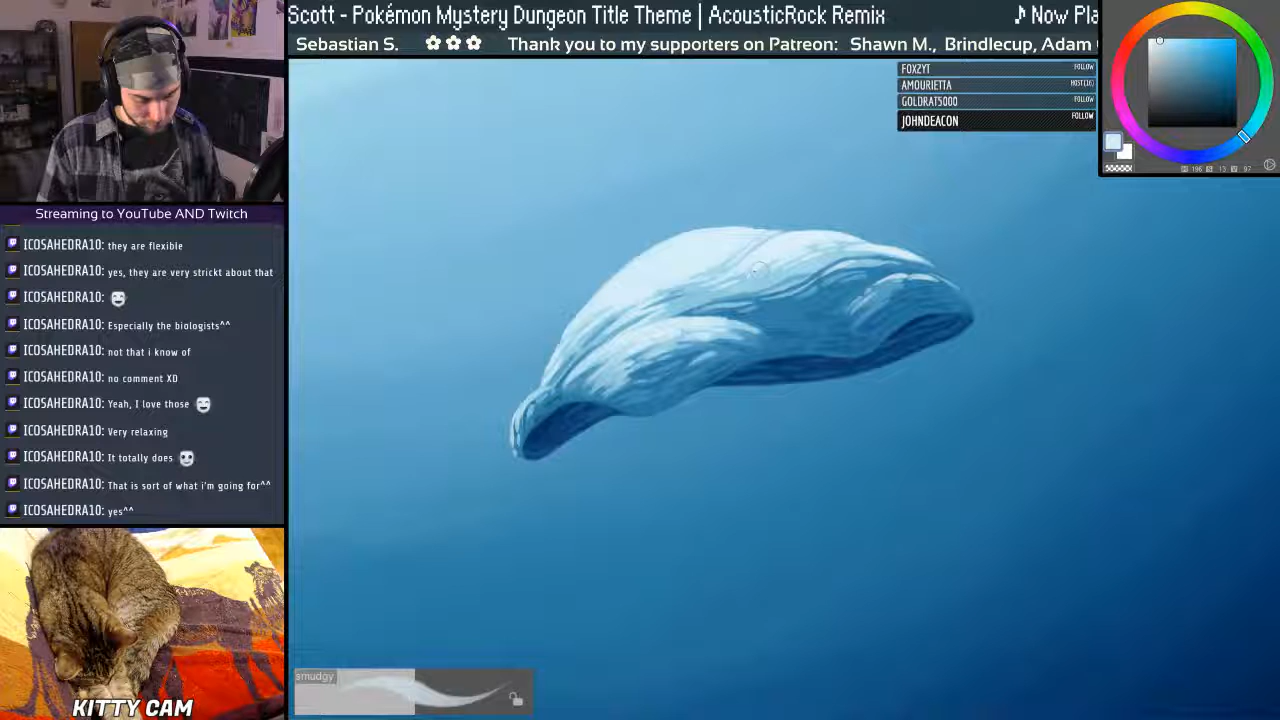 Scott - Pokémon Mystery Dungeon Title Theme | AcousticRock Remix ♪ Now Pla
Sebastian S. ✿ ✿ ✿ Thank you to my supporters on Patreon: Shawn M., Brindlecup, Adam
FOXZYT FOLLOW
AMOURIETTA HOST(16)
GOLDRAT5000 FOLLOW
JOHNDEACON FOLLOW
Streaming to YouTube AND Twitch
ICOSAHEDRA10: they are flexible
ICOSAHEDRA10: yes, they are very strickt about that
ICOSAHEDRA10:
ICOSAHEDRA10: Especially the biologists^^
ICOSAHEDRA10: not that i know of
ICOSAHEDRA10: no comment XD
ICOSAHEDRA10: Yeah, I love those
ICOSAHEDRA10: Very relaxing
ICOSAHEDRA10: It totally does
ICOSAHEDRA10: That is sort of what i'm going for^^
ICOSAHEDRA10: yes^^
smudgy
KITTY CAM